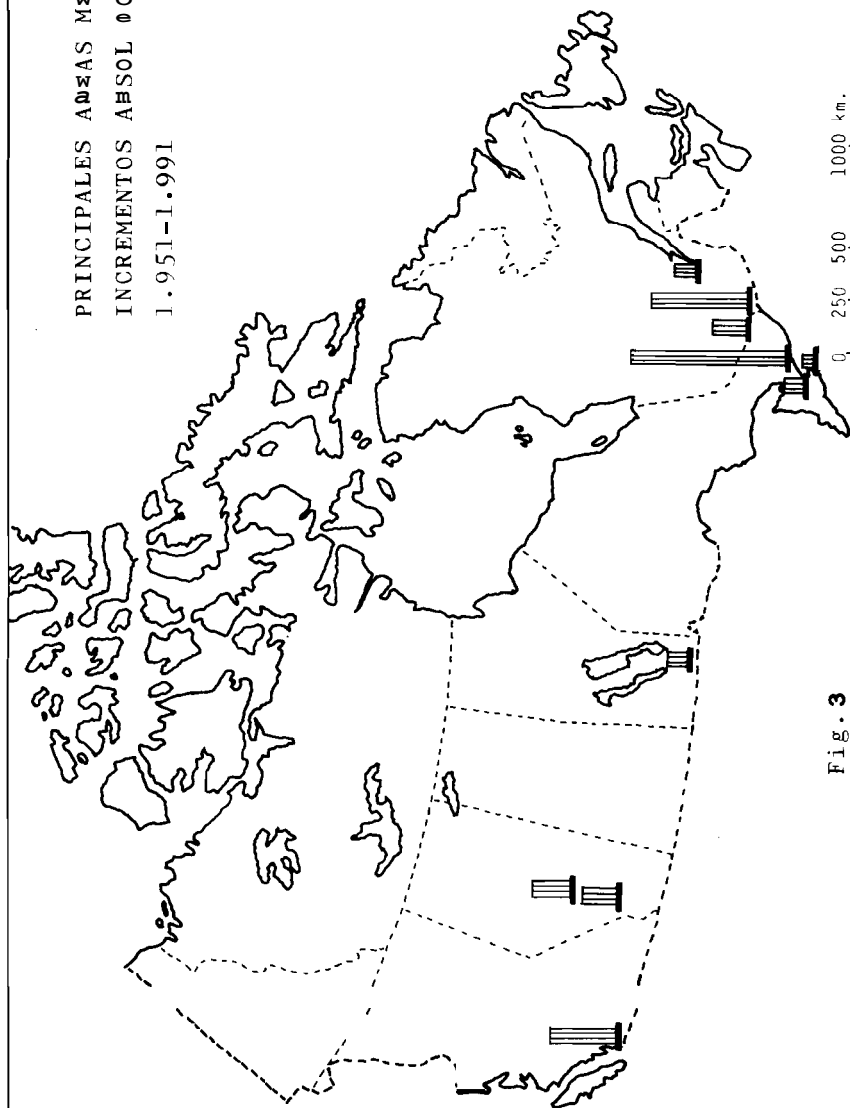 PRINCIPALES
INCREMENTOS
1.951-1.991
0 250 500 1000 km.
Fig.3